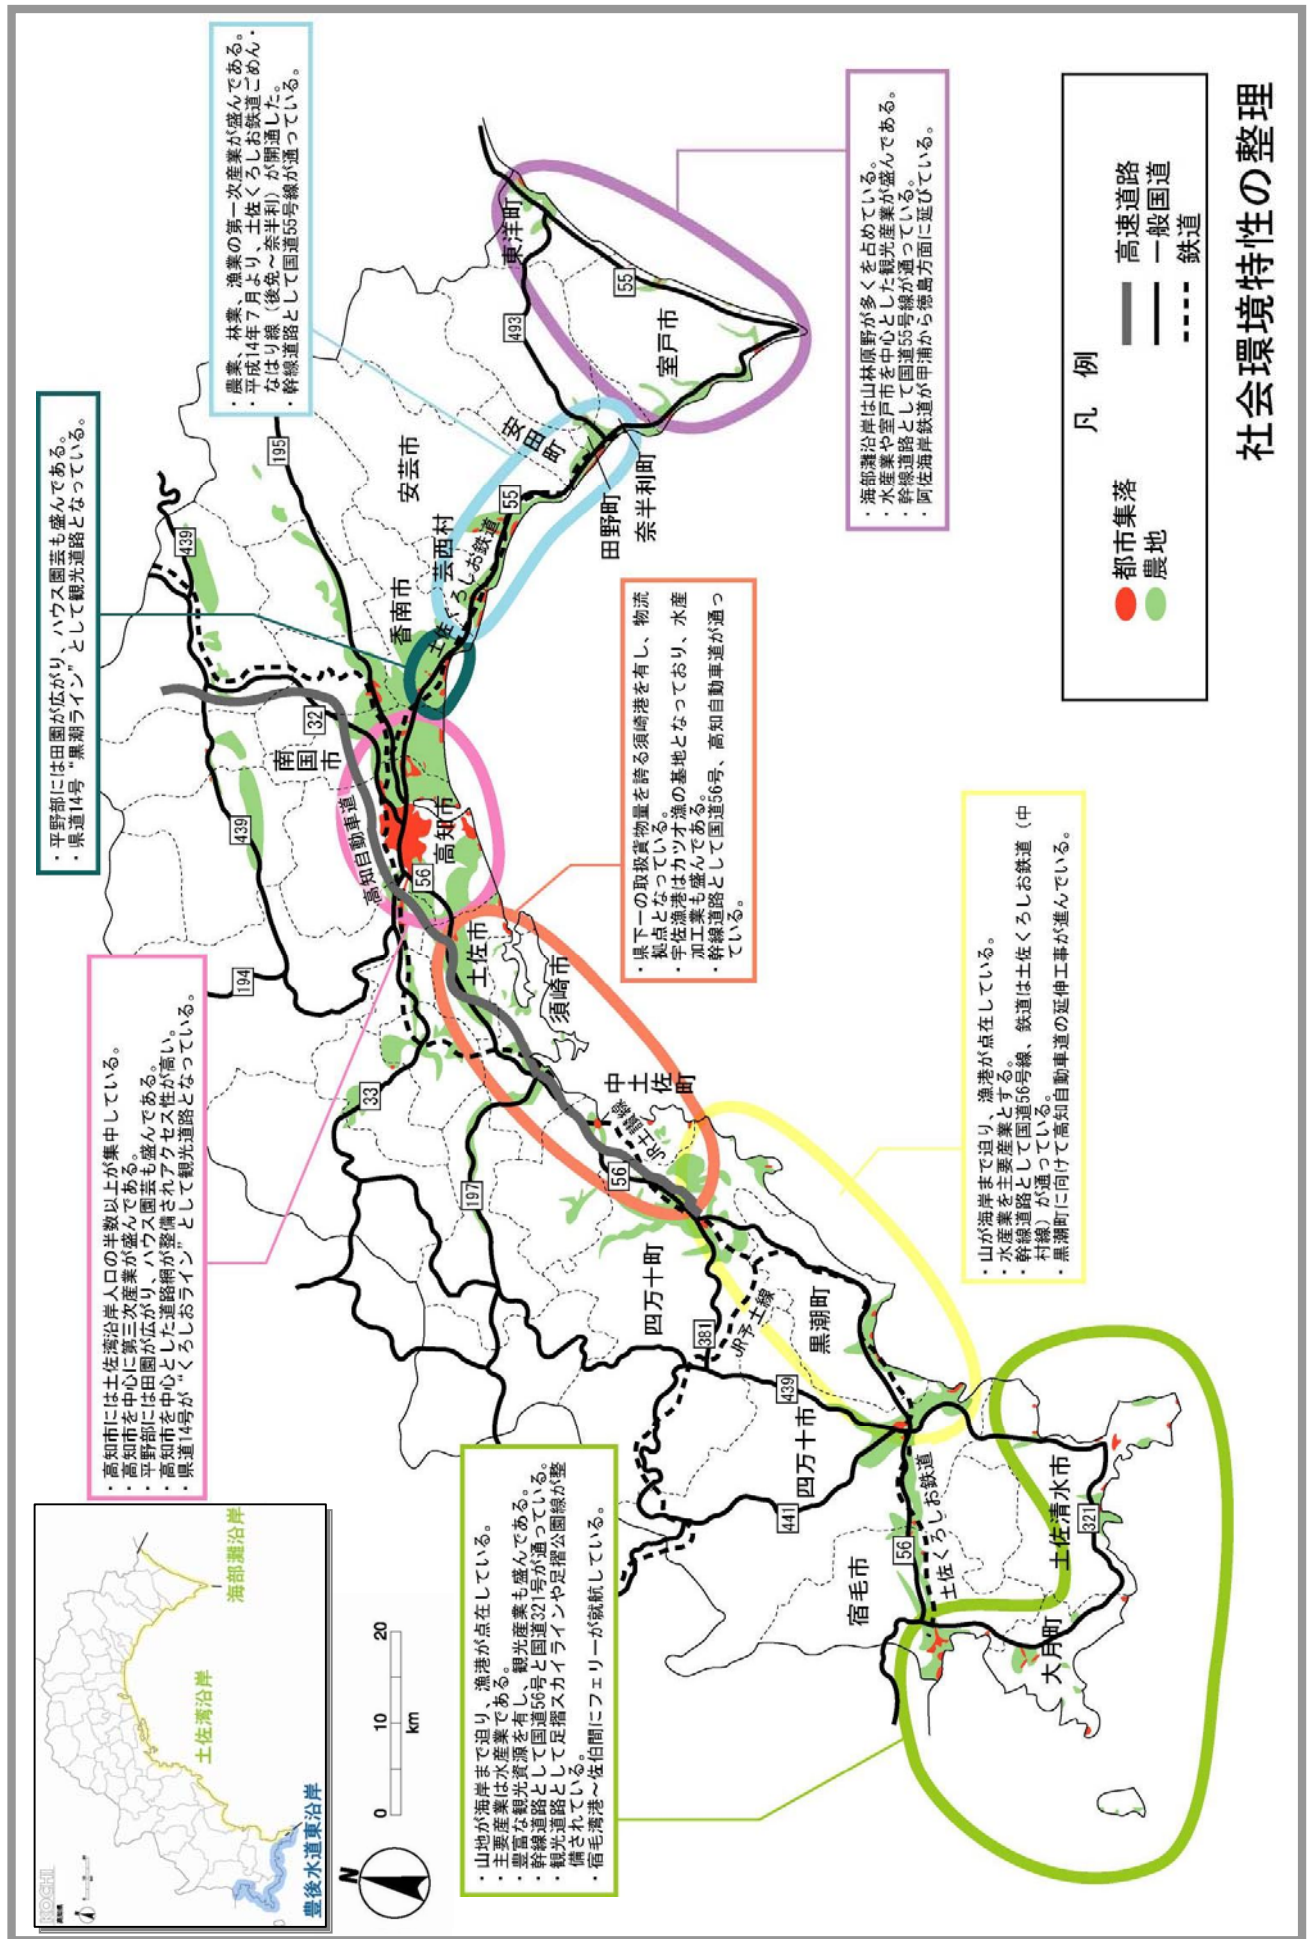 社会環境特性の整理
KOCHI
高知県
海部灘沿岸
土佐湾沿岸
豊後水道東沿岸
N
0 10 20
km
・高知市には土佐湾沿岸人口の半数以上が集中している。
・高知市を中心に第三次産業が盛んである。
・平野部には田園が広がり、ハウス園芸も盛んである。
・高知市を中心とした道路網が整備されアクセス性が高い。
・県道14号が“くろしおライン”として観光道路となっている。
・平野部には田園が広がり、ハウス園芸も盛んである。
・県道14号“黒潮ライン”として観光道路となっている。
・農業、林業、漁業の第一次産業が盛んである。
・平成14年7月より、土佐くろしお鉄道ごめん・
なはり線（後免～奈半利）が開通した。
・幹線道路として国道55号線が通っている。
・海部灘沿岸は山林原野が多くを占めている。
・水産業や室戸市を中心とした観光産業が盛んである。
・幹線道路として国道55号線が通っている。
・阿佐海岸鉄道が甲浦から徳島方面に延びている。
・県下一の取扱貨物量を誇る須崎港を有し、物流
拠点となっている。
・宇佐漁港はカツオ漁の基地となっており、水産
加工業も盛んである。
・幹線道路として国道56号、高知自動車道が通っ
ている。
・山が海岸まで迫り、漁港が点在している。
・水産業を主要産業とする。
・幹線道路として国道56号線、鉄道は土佐くろしお鉄道（中
村線）が通っている。
・黒潮町に向けて高知自動車道の延伸工事が進んでいる。
・山地が海岸まで迫り、漁港が点在している。
・主要産業は水産業である。
・豊富な観光資源を有し、観光産業も盛んである。
・幹線道路として国道56号と国道321号が通っている。
・観光道路として足摺スカイラインや足摺公園線が整
備されている。
・宿毛湾港～佐伯間にフェリーが就航している。
439
195
32
439
194
33
197
56
56
381
439
441
56
321
493
55
55
南国市
高知自動車道
高知市
香南市
土佐くろしお鉄道
芸西村
安芸市
安田町
田野町
奈半利町
室戸市
東洋町
土佐市
須崎市
中土佐町
JR土讃線
四万十町
JR予土線
黒潮町
四万十市
土佐くろしお鉄道
宿毛市
土佐清水市
大月町
凡 例
都市集落
農地
高速道路
一般国道
鉄道